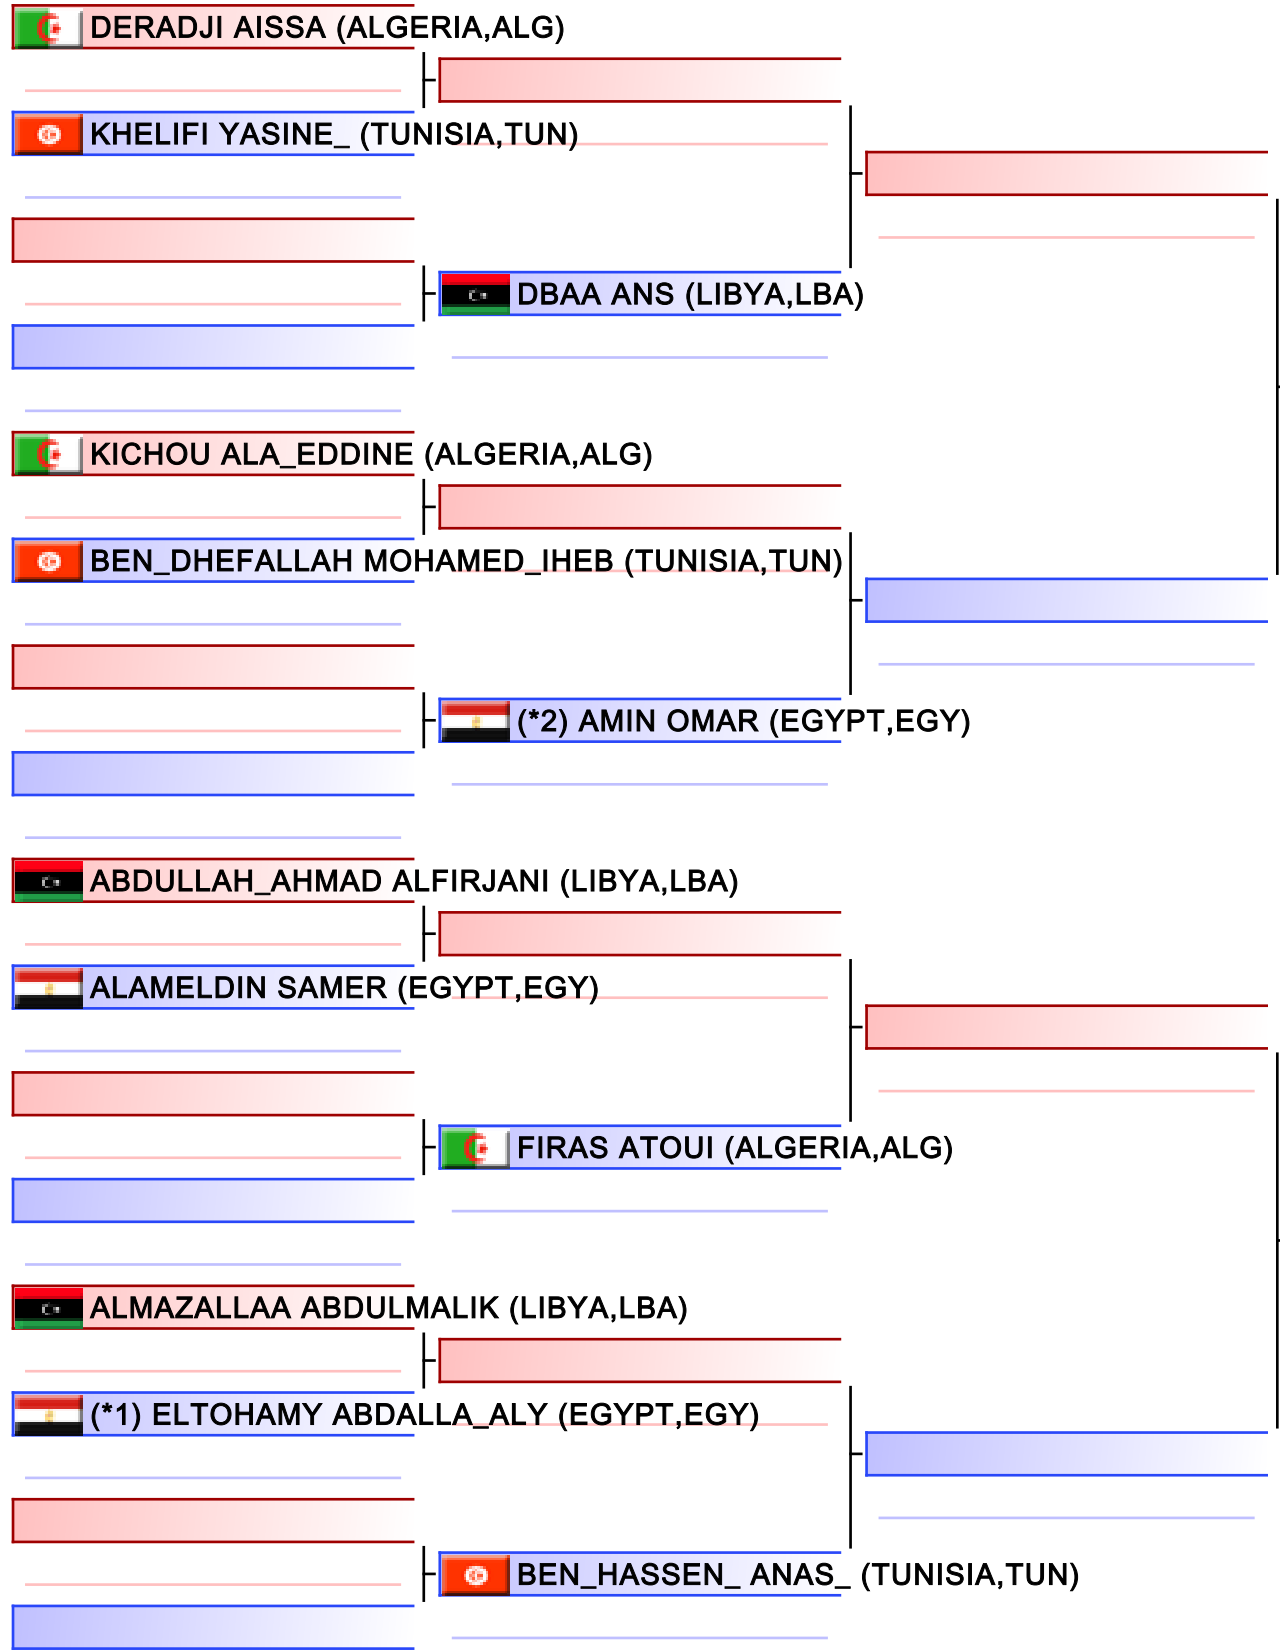 DERADJI AISSA (ALGERIA,ALG)
KHELIFI YASINE_ (TUNISIA,TUN)
DBAA ANS (LIBYA,LBA)
KICHOU ALA_EDDINE (ALGERIA,ALG)
BEN_DHEFALLAH MOHAMED_IHEB (TUNISIA,TUN)
(*2) AMIN OMAR (EGYPT,EGY)
ABDULLAH_AHMAD ALFIRJANI (LIBYA,LBA)
ALAMELDIN SAMER (EGYPT,EGY)
FIRAS ATOUI (ALGERIA,ALG)
ALMAZALLAA ABDULMALIK (LIBYA,LBA)
(*1) ELTOHAMY ABDALLA_ALY (EGYPT,EGY)
BEN_HASSEN_ ANAS_ (TUNISIA,TUN)